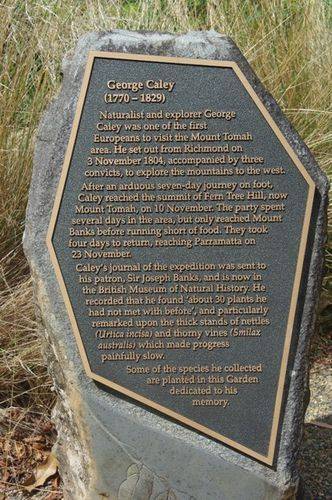 George Caley
(1770 – 1829)
Naturalist and explorer George
Caley was one of the first
Europeans to visit the Mount Tomah
area. He set out from Richmond on
3 November 1804, accompanied by three
convicts, to explore the mountains to the west.
After an arduous seven-day journey on foot,
Caley reached the summit of Fern Tree Hill, now
Mount Tomah, on 10 November. The party spent
several days in the area, but only reached Mount
Banks before running short of food. They took
four days to return, reaching Parramatta on
23 November.
Caley's journal of the expedition was sent to
his patron, Sir Joseph Banks, and is now in
the British Museum of Natural History. He
recorded that he found 'about 30 plants he
had not met with before', and particularly
remarked upon the thick stands of nettles
(Urtica incisa) and thorny vines (Smilax
australis) which made progress
painfully slow.
Some of the species he collected
are planted in this Garden
dedicated to his
memory.